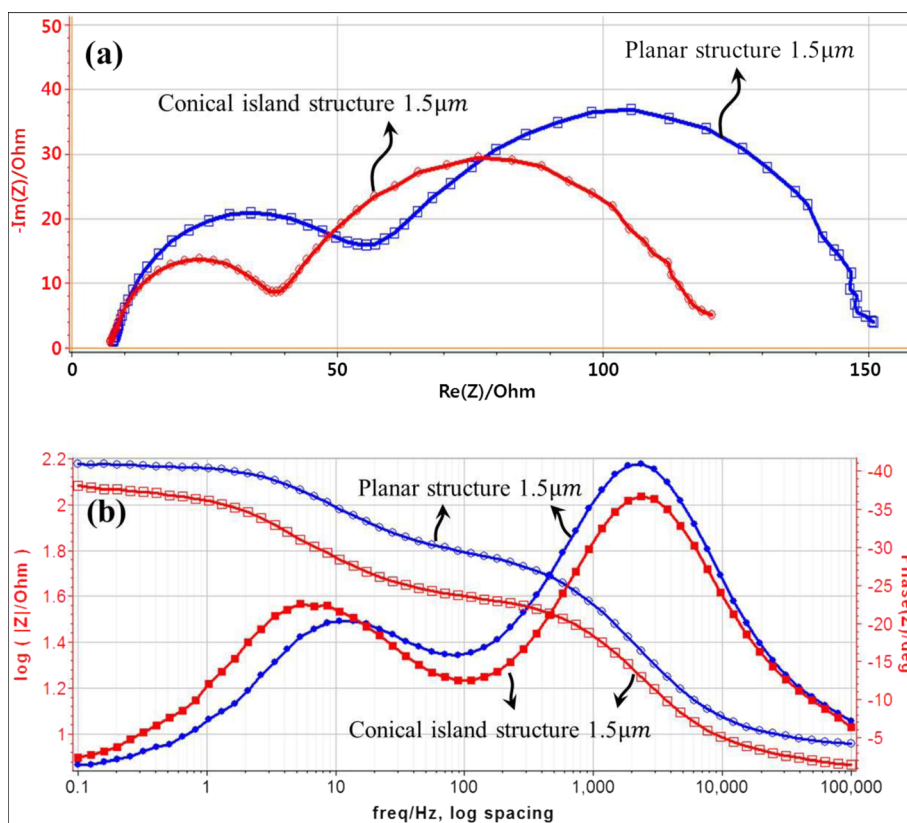 (a)
Planar structure 1.5μm
Conical island structure 1.5μm
-Im(Z)/Ohm
50
40
30
20
10
0
0 50 100 150
Re(Z)/Ohm
(b)
Planar structure 1.5μm
Conical island structure 1.5μm
log ( |Z|/Ohm )
2.2
2
1.8
1.6
1.4
1.2
1
Phase(Z)/deg
-40
-35
-30
-25
-20
-15
-10
-5
0.1 1 10 100 1,000 10,000 100,000
freq/Hz, log spacing